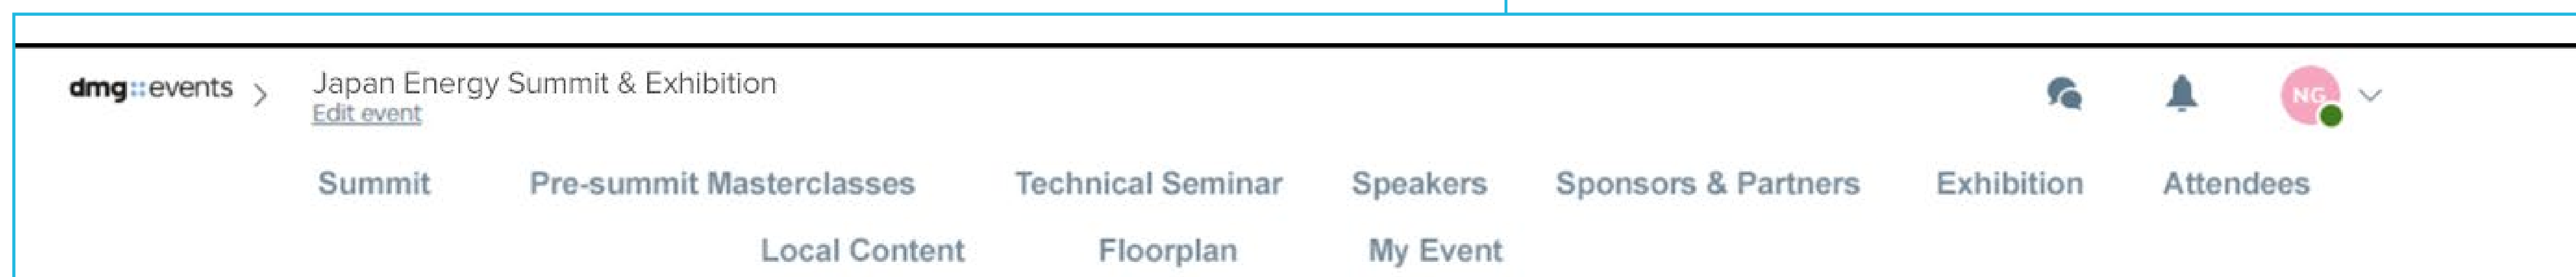 dmg::events > Japan Energy Summit & Exhibition
Edit event
NG
Summit Pre-summit Masterclasses Technical Seminar Speakers Sponsors & Partners Exhibition Attendees
Local Content Floorplan My Event